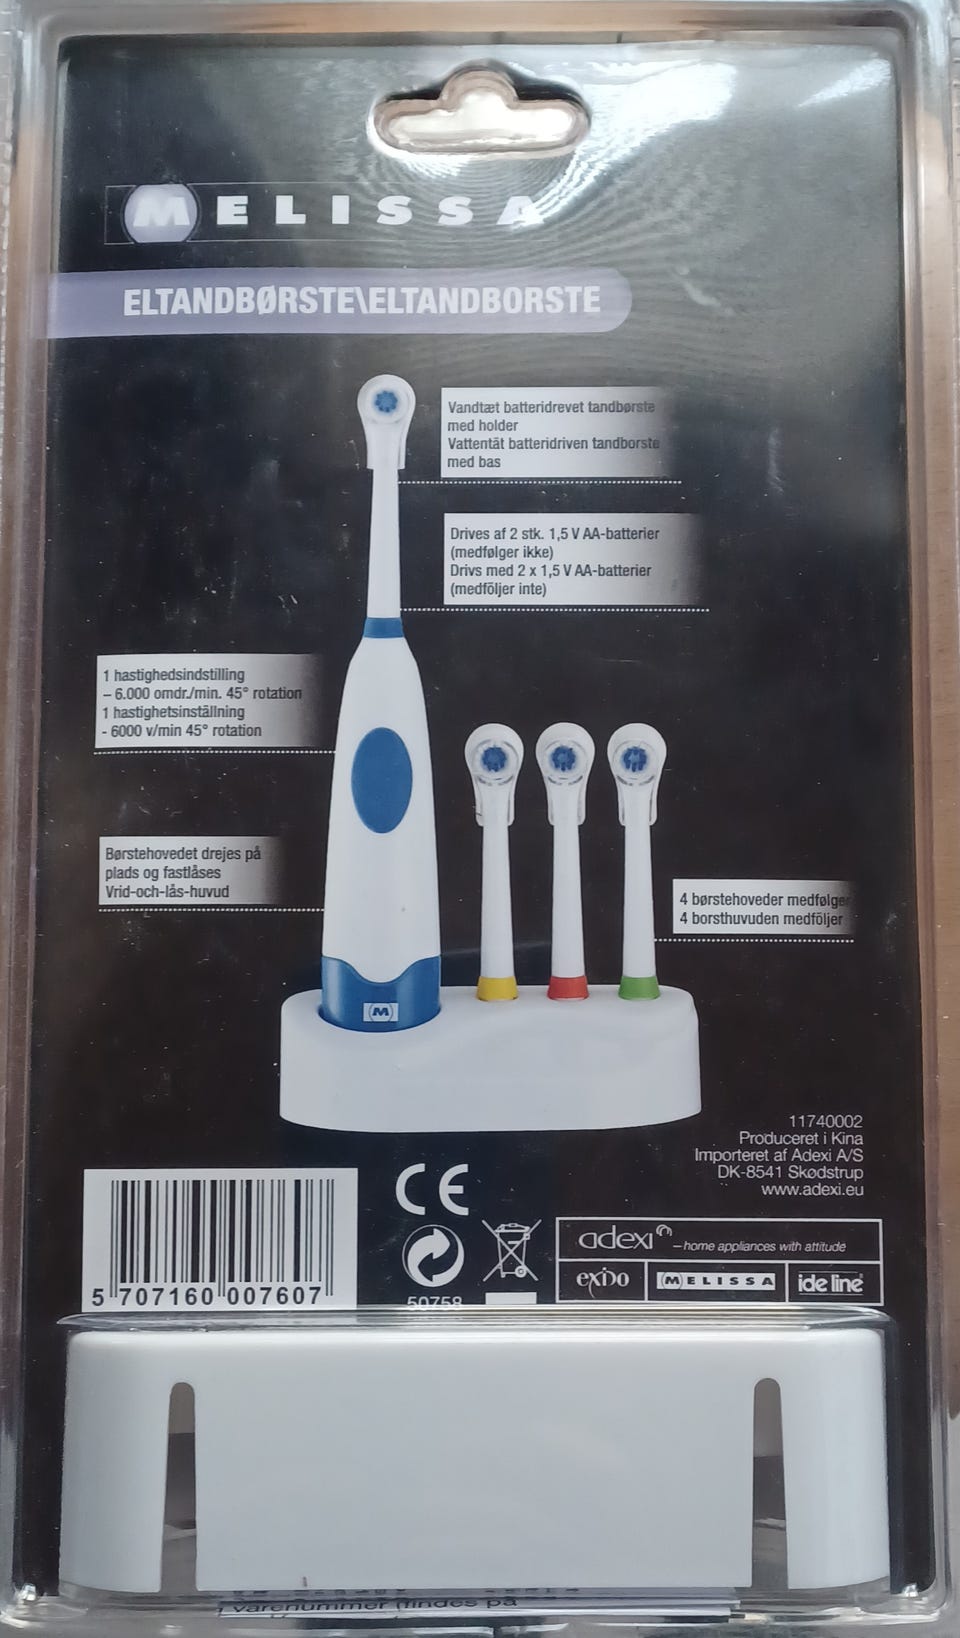 MELISSA
ELTANDBØRSTE\ELTANDBORSTE
Vandtæt batteridrevet tandbørste
med holder
Vattentät batteridriven tandborste
med bas
Drives af 2 stk. 1,5 V AA-batterier
(medfølger ikke)
Drivs med 2 x 1,5 V AA-batterier
(medföljer inte)
1 hastighedsindstilling
– 6.000 omdr./min. 45° rotation
1 hastighetsinställning
- 6000 v/min 45° rotation
Børstehovedet drejes på
plads og fastlåses
Vrid-och-lås-huvud
4 børstehoveder medfølger
4 borsthuvuden medföljer
M
11740002
Produceret i Kina
Importeret af Adexi A/S
DK-8541 Skødstrup
www.adexi.eu
CE
5 707160 007607
50758
adexi – home appliances with attitude
exido MELISSA ide line
varenummer (findes på